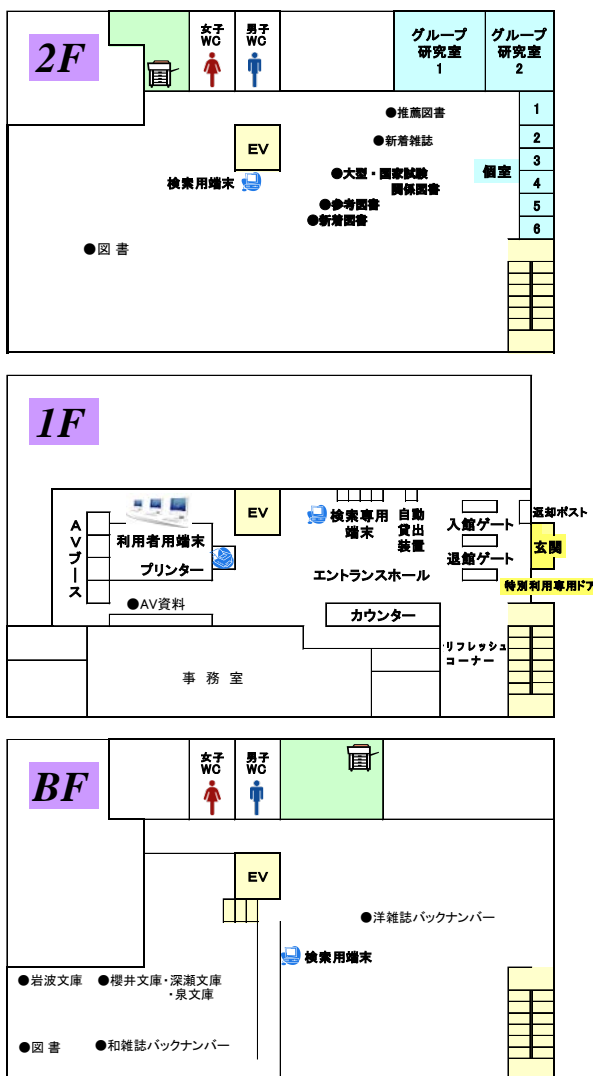 2F
女子
WC
男子
WC
グループ
研究室
1
グループ
研究室
2
●推薦図書
1
●新着雑誌
2
EV
●大型・国家試験
関係図書
3
個室
検索用端末
4
●参考図書
5
●新着図書
6
●図 書
1F
EV
検索専用
端末
自動
貸出
装置
入館ゲート
返却ポスト
AVブース
利用者用端末
退館ゲート
玄関
プリンター
エントランスホール
特別利用専用ドア
●AV資料
カウンター
リフレッシュ
コーナー
事 務 室
BF
女子
WC
男子
WC
EV
●洋雑誌バックナンバー
検索用端末
●岩波文庫
●櫻井文庫・深瀬文庫
・泉文庫
●図 書
●和雑誌バックナンバー